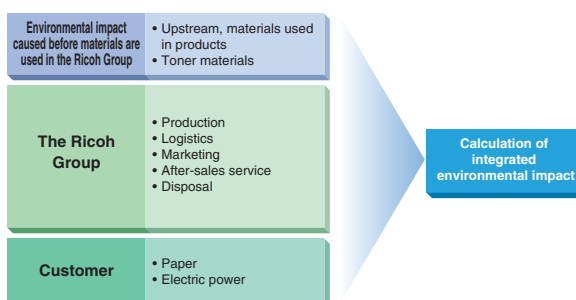 Environmental impact
caused before materials are
used in the Ricoh Group
• Upstream, materials used
in products
• Toner materials
The Ricoh
Group
• Production
• Logistics
• Marketing
• After-sales service
• Disposal
Customer
• Paper
• Electric power
Calculation of
integrated
environmental impact